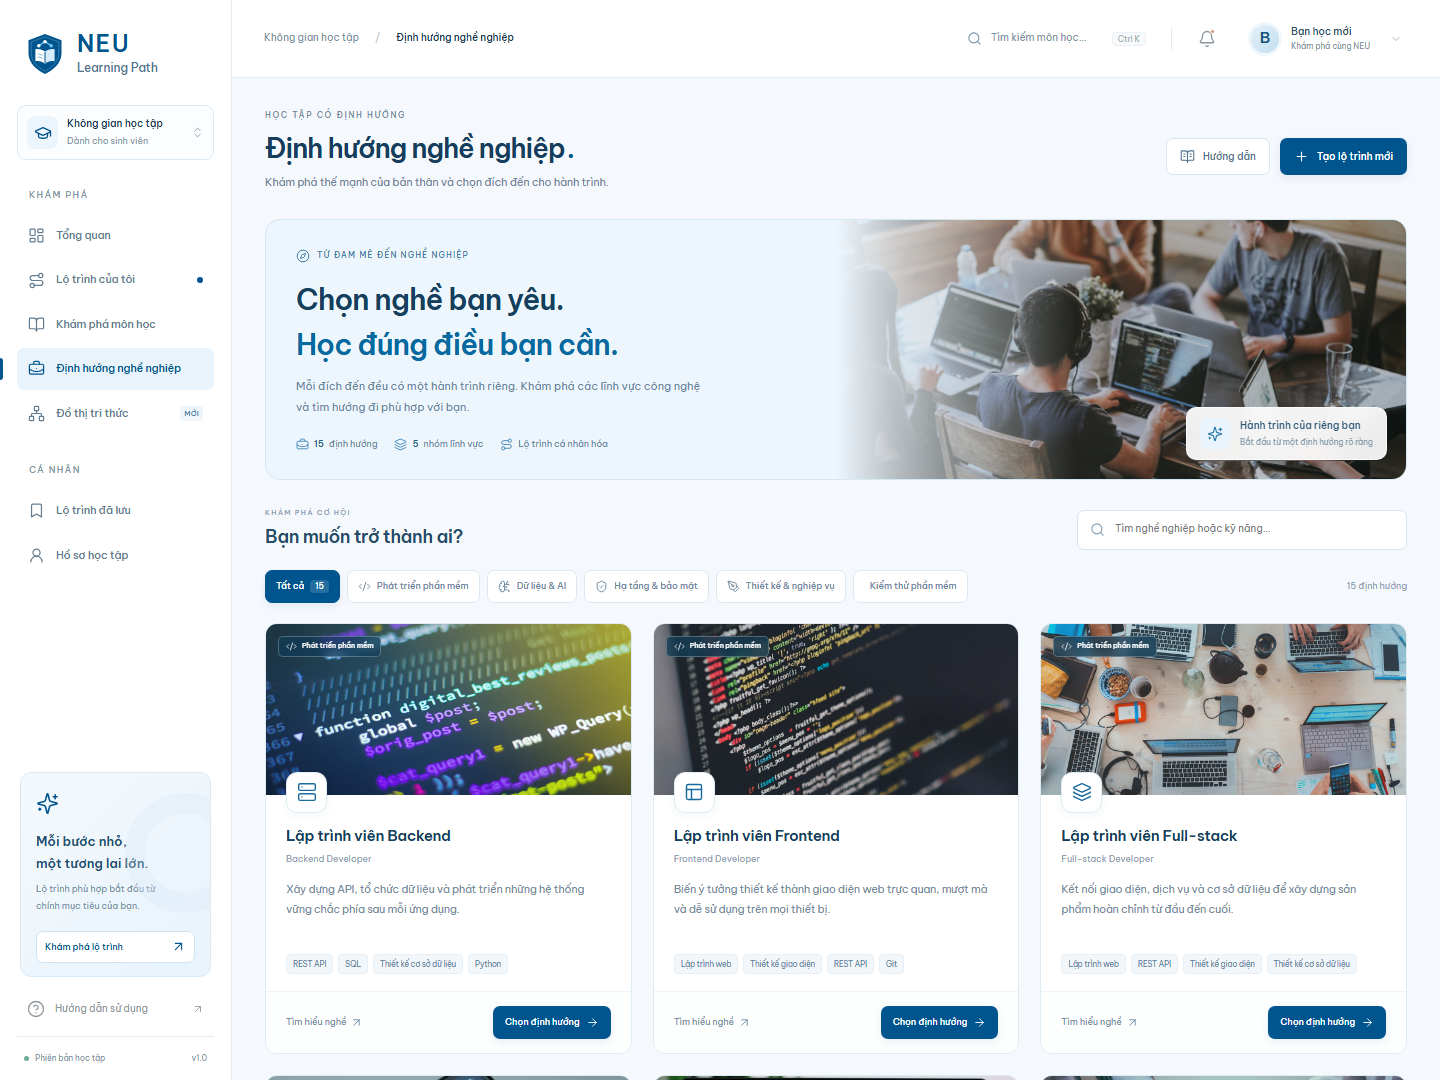 NEU
Learning Path
Không gian học tập
Dành cho sinh viên
KHÁM PHÁ
Tổng quan
Lộ trình của tôi
Khám phá môn học
Định hướng nghề nghiệp
Đồ thị tri thức
MỚI
CÁ NHÂN
Lộ trình đã lưu
Hồ sơ học tập
Mỗi bước nhỏ,
một tương lai lớn.
Lộ trình phù hợp bắt đầu từ
chính mục tiêu của bạn.
Khám phá lộ trình
Hướng dẫn sử dụng
Phiên bản học tập
v1.0
Không gian học tập / Định hướng nghề nghiệp
Tìm kiếm môn học...
Ctrl K
B
Bạn học mới
Khám phá cùng NEU
HỌC TẬP CÓ ĐỊNH HƯỚNG
Định hướng nghề nghiệp.
Khám phá thế mạnh của bản thân và chọn đích đến cho hành trình.
Hướng dẫn
Tạo lộ trình mới
TỪ ĐAM MÊ ĐẾN NGHỀ NGHIỆP
Chọn nghề bạn yêu.
Học đúng điều bạn cần.
Mỗi đích đến đều có một hành trình riêng. Khám phá các lĩnh vực công nghệ
và tìm hướng đi phù hợp với bạn.
15 định hướng
5 nhóm lĩnh vực
Lộ trình cá nhân hóa
Hành trình của riêng bạn
Bắt đầu từ một định hướng rõ ràng
KHÁM PHÁ CƠ HỘI
Bạn muốn trở thành ai?
Tìm nghề nghiệp hoặc kỹ năng...
Tất cả 15
Phát triển phần mềm
Dữ liệu & AI
Hạ tầng & bảo mật
Thiết kế & nghiệp vụ
Kiểm thử phần mềm
15 định hướng
Phát triển phần mềm
function digital_best_reviews_posts
global $post;
$orig_post = $post;
$cat_query1 = new WP_Query(
$cat_query1->have
Lập trình viên Backend
Backend Developer
Xây dựng API, tổ chức dữ liệu và phát triển những hệ thống
vững chắc phía sau mỗi ứng dụng.
REST API
SQL
Thiết kế cơ sở dữ liệu
Python
Tìm hiểu nghề
Chọn định hướng
Phát triển phần mềm
Lập trình viên Frontend
Frontend Developer
Biến ý tưởng thiết kế thành giao diện web trực quan, mượt mà
và dễ sử dụng trên mọi thiết bị.
Lập trình web
Thiết kế giao diện
REST API
Git
Tìm hiểu nghề
Chọn định hướng
Phát triển phần mềm
Lập trình viên Full-stack
Full-stack Developer
Kết nối giao diện, dịch vụ và cơ sở dữ liệu để xây dựng sản
phẩm hoàn chỉnh từ đầu đến cuối.
Lập trình web
REST API
Thiết kế giao diện
Thiết kế cơ sở dữ liệu
Tìm hiểu nghề
Chọn định hướng